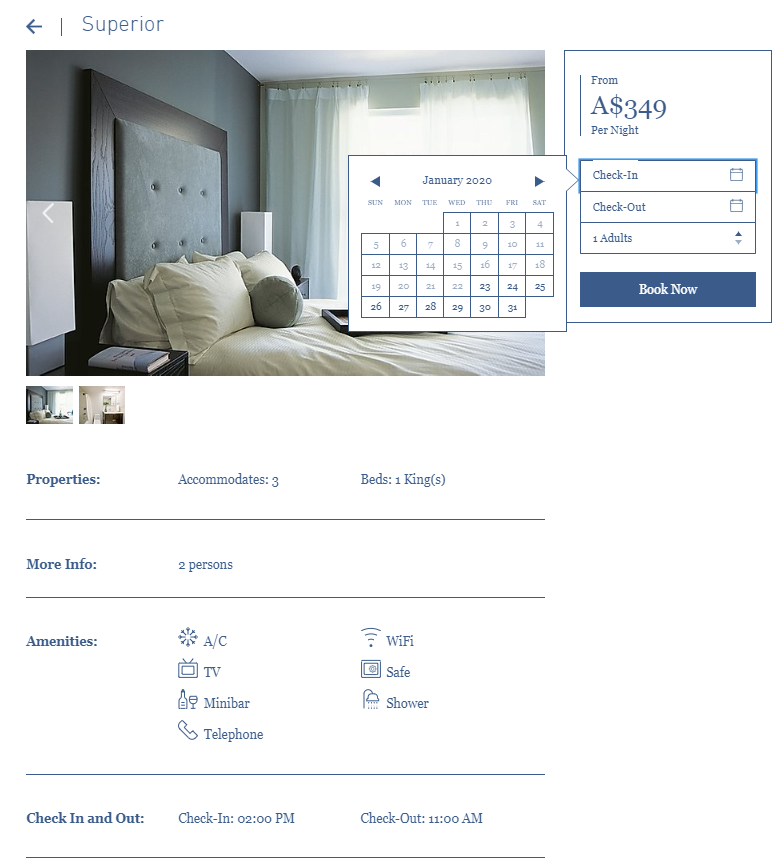 Superior
From
A$349
Per Night
Check-In
Check-Out
1 Adults
Book Now
January 2020
SUN MON TUE WED THU FRI SAT
1 2 3 4
5 6 7 8 9 10 11
12 13 14 15 16 17 18
19 20 21 22 23 24 25
26 27 28 29 30 31
Properties: Accommodates: 3 Beds: 1 King(s)
More Info: 2 persons
Amenities: A/C WiFi
TV Safe
Minibar Shower
Telephone
Check In and Out: Check-In: 02:00 PM Check-Out: 11:00 AM